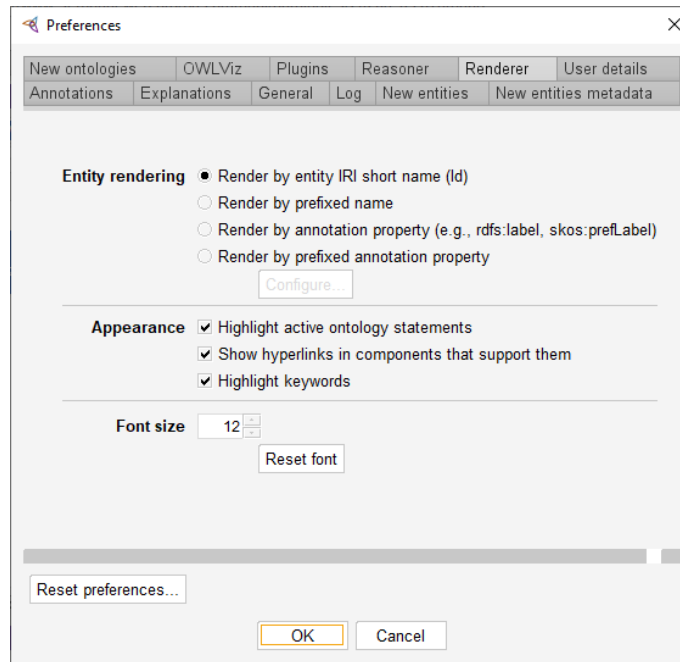 Preferences
New ontologies OWLViz Plugins Reasoner Renderer User details
Annotations Explanations General Log New entities New entities metadata
Entity rendering Render by entity IRI short name (Id)
Render by prefixed name
Render by annotation property (e.g., rdfs:label, skos:prefLabel)
Render by prefixed annotation property
Configure...
Appearance Highlight active ontology statements
Show hyperlinks in components that support them
Highlight keywords
Font size 12
Reset font
Reset preferences...
OK Cancel